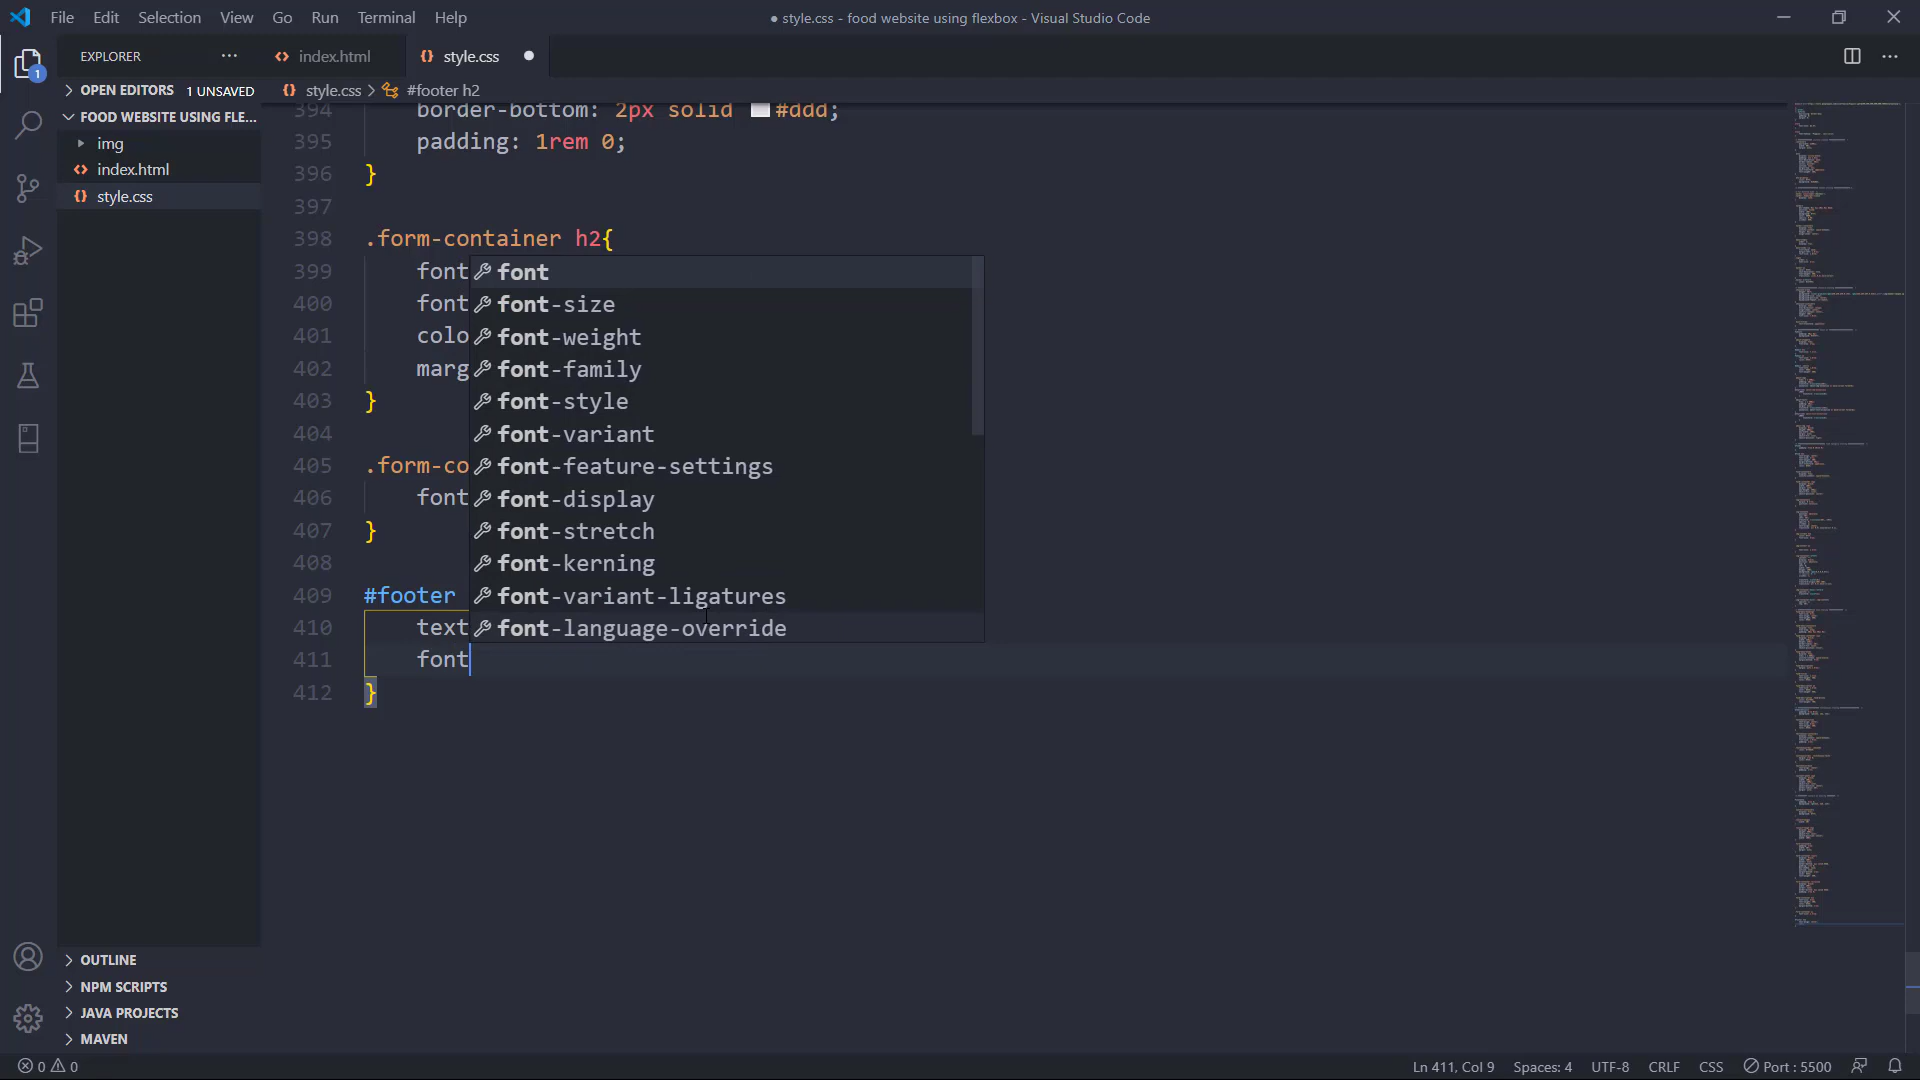 File Edit Selection View Go Run Terminal Help
● style.css - food website using flexbox - Visual Studio Code
EXPLORER
index.html
style.css
OPEN EDITORS 1 UNSAVED
style.css > #footer h2
FOOD WEBSITE USING FLE...
img
index.html
style.css
394 border-bottom: 2px solid #ddd;
395 padding: 1rem 0;
396 }
397
398 .form-container h2{
399 font
400 font
401 colo
402 marg
403 }
404
405 .form-co
406 font
407 }
408
409 #footer
410 text
411 font
412 }
font
font-size
font-weight
font-family
font-style
font-variant
font-feature-settings
font-display
font-stretch
font-kerning
font-variant-ligatures
font-language-override
1
OUTLINE
NPM SCRIPTS
JAVA PROJECTS
MAVEN
0 0
Ln 411, Col 9 Spaces: 4 UTF-8 CRLF CSS Port : 5500